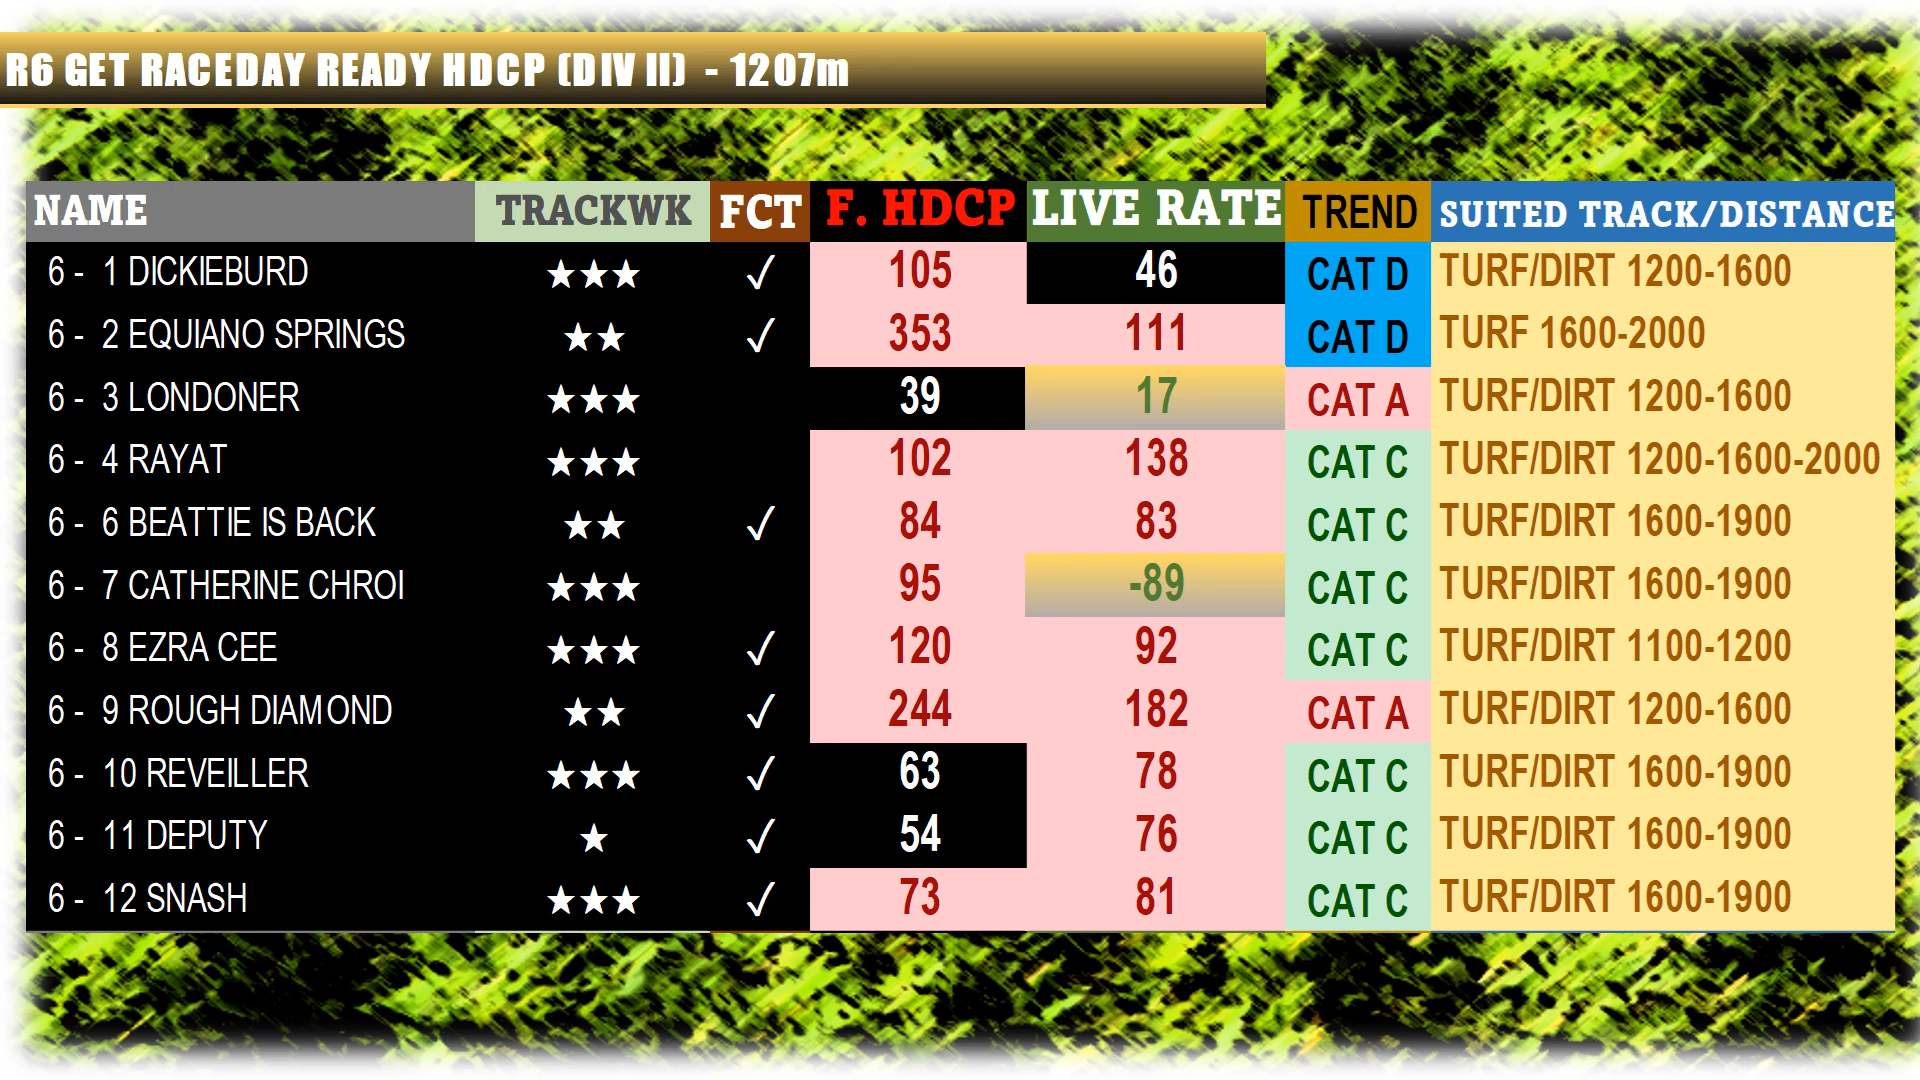 R6 GET RACEDAY READY HDCP (DIV II) - 1207m
NAME TRACKWK FCT F. HDCP LIVE RATE TREND SUITED TRACK/DISTANCE
6 - 1 DICKIEBURD ★★★ ✓ 105 46 CAT D TURF/DIRT 1200-1600
6 - 2 EQUIANO SPRINGS ★★ ✓ 353 111 CAT D TURF 1600-2000
6 - 3 LONDONER ★★★ 39 17 CAT A TURF/DIRT 1200-1600
6 - 4 RAYAT ★★★ 102 138 CAT C TURF/DIRT 1200-1600-2000
6 - 6 BEATTIE IS BACK ★★ ✓ 84 83 CAT C TURF/DIRT 1600-1900
6 - 7 CATHERINE CHROI ★★★ 95 -89 CAT C TURF/DIRT 1600-1900
6 - 8 EZRA CEE ★★★ ✓ 120 92 CAT C TURF/DIRT 1100-1200
6 - 9 ROUGH DIAMOND ★★ ✓ 244 182 CAT A TURF/DIRT 1200-1600
6 - 10 REVEILLER ★★★ ✓ 63 78 CAT C TURF/DIRT 1600-1900
6 - 11 DEPUTY ★ ✓ 54 76 CAT C TURF/DIRT 1600-1900
6 - 12 SNASH ★★★ ✓ 73 81 CAT C TURF/DIRT 1600-1900